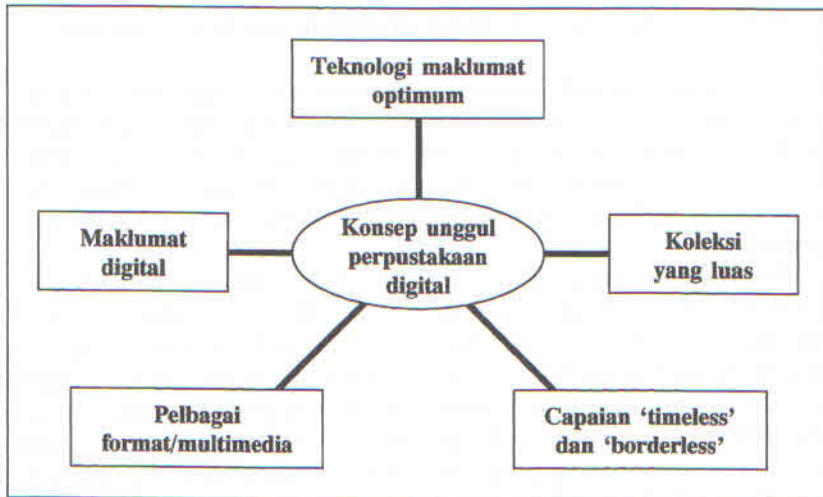 Teknologi maklumat
optimum
Maklumat
digital
Konsep unggul
perpustakaan
digital
Koleksi
yang luas
Pelbagai
format/multimedia
Capaian ‘timeless’
dan ‘borderless’